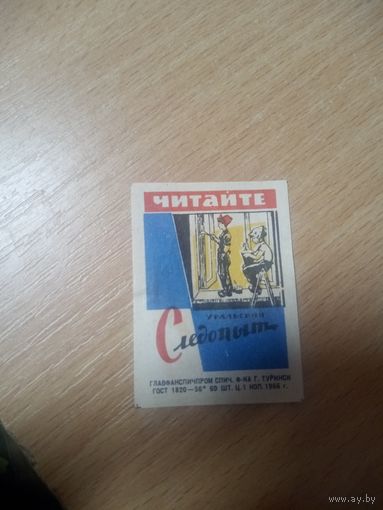 ЧИТАЙТЕ
УРАЛЬСКИЙ
Следопыт
ГЛАВФАНСПИЧПРОМ СПИЧ. Ф-КА Г. ТУРИНСК
ГОСТ 1820—56* 60 ШТ. Ц. 1 КОП. 1966 г.
www.ay.by